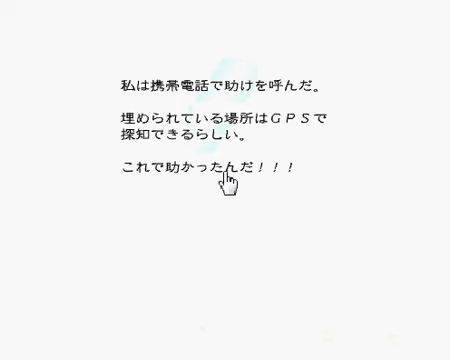 私は携帯電話で助けを呼んだ。
埋められている場所はＧＰＳで
探知できるらしい。
これで助かったんだ！！！